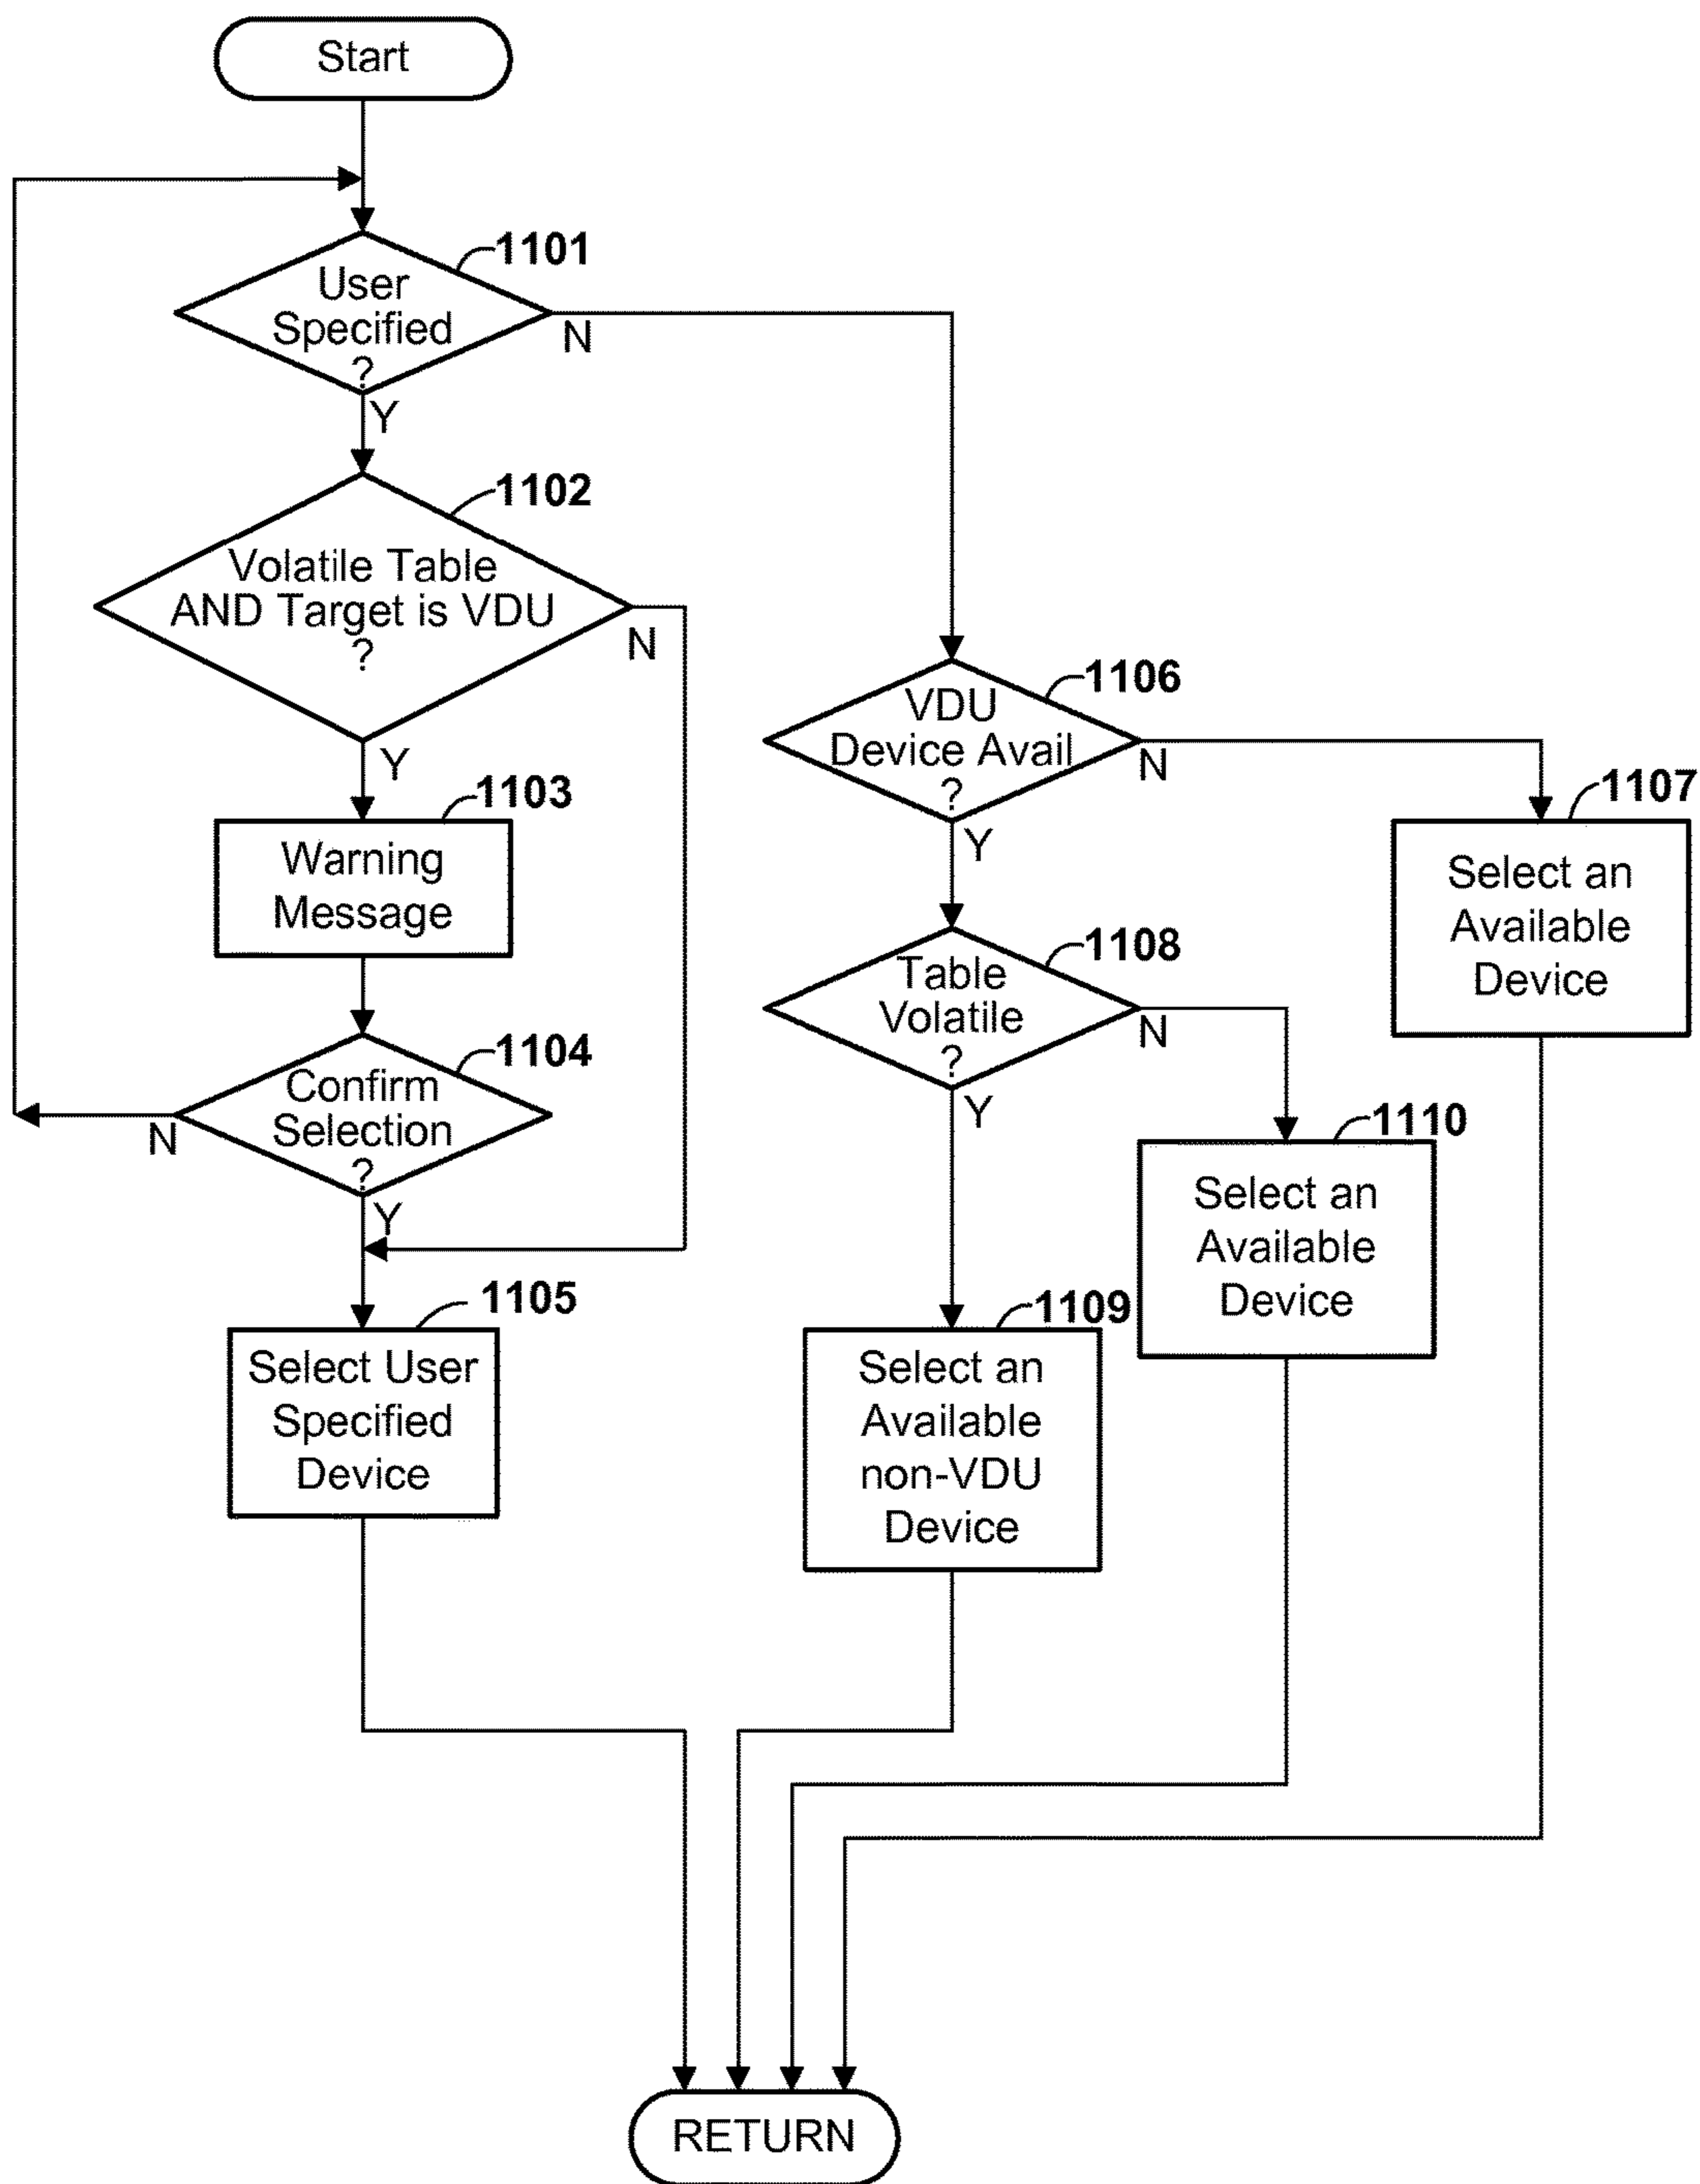 Start
1101
User
Specified
?
N
Y
1102
Volatile Table
AND Target is VDU
?
N
Y
1103
Warning
Message
1104
Confirm
Selection
?
N
Y
1105
Select User
Specified
Device
1106
VDU
Device Avail
?
N
Y
1107
Select an
Available
Device
1108
Table
Volatile
?
N
Y
1110
Select an
Available
Device
1109
Select an
Available
non-VDU
Device
RETURN